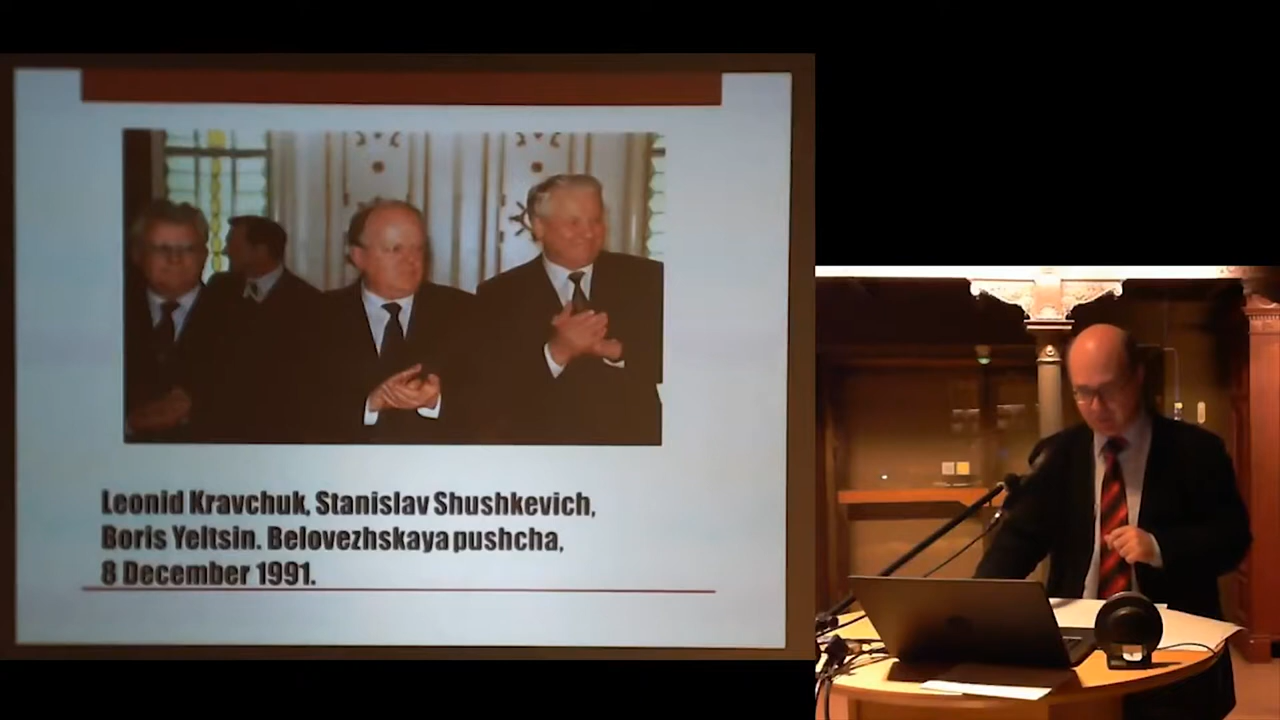 Leonid Kravchuk, Stanislav Shushkevich,
Boris Yeltsin. Belovezhskaya pushcha,
8 December 1991.